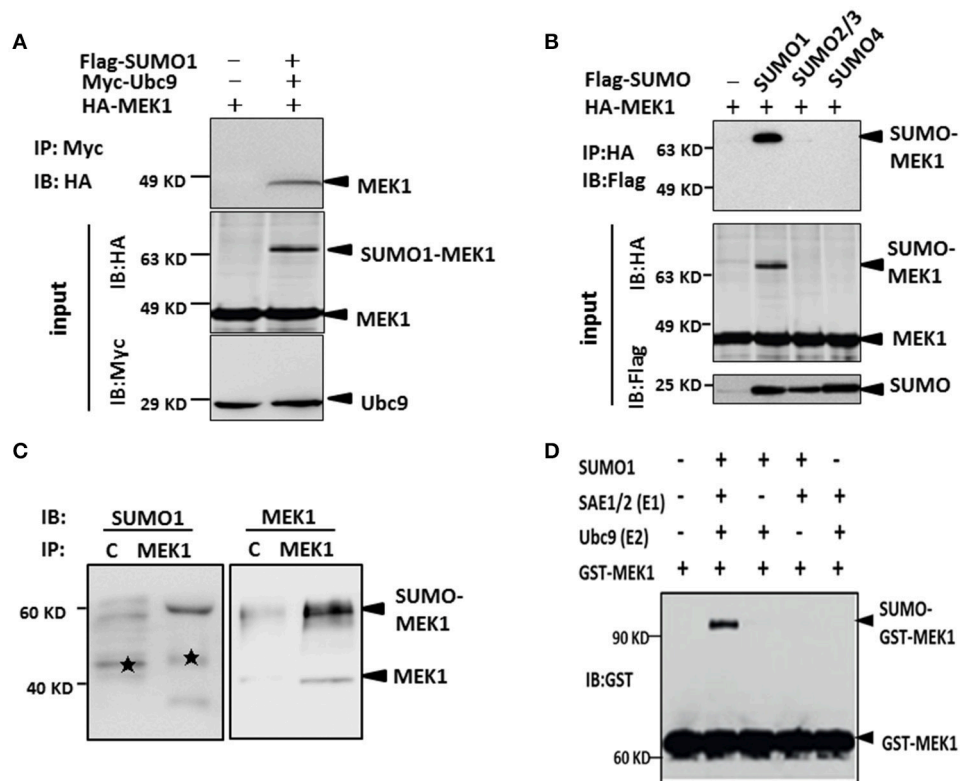 A
Flag-SUMO1 – +
Myc-Ubc9 – +
HA-MEK1 + +
IP: Myc
IB: HA
49 KD
MEK1
input
IB:HA
63 KD
SUMO1-MEK1
49 KD
MEK1
IB:Myc
29 KD
Ubc9
B
Flag-SUMO – SUMO1 SUMO2/3 SUMO4
HA-MEK1 + + + +
IP:HA
IB:Flag
63 KD
49 KD
SUMO-
MEK1
input
IB:HA
63 KD
SUMO-
MEK1
49 KD
MEK1
IB:Flag
25 KD
SUMO
C
IB: SUMO1 MEK1
IP: C MEK1 C MEK1
60 KD
SUMO-
MEK1
40 KD
MEK1
D
SUMO1 - + + + -
SAE1/2 (E1) - + - + +
Ubc9 (E2) - + + - +
GST-MEK1 + + + + +
90 KD
SUMO-
GST-MEK1
IB:GST
60 KD
GST-MEK1